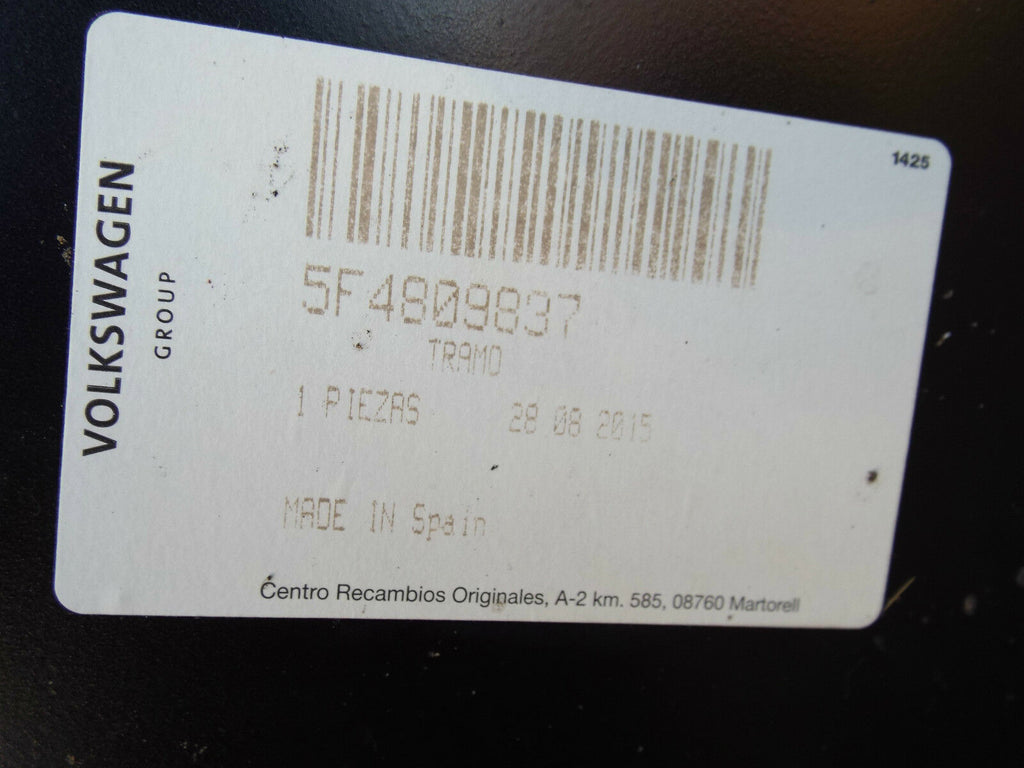 VOLKSWAGEN
GROUP
1425
5F4809837
TRAMO
1 PIEZAS 28 08 2015
MADE IN Spain
Centro Recambios Originales, A-2 km. 585, 08760 Martorell